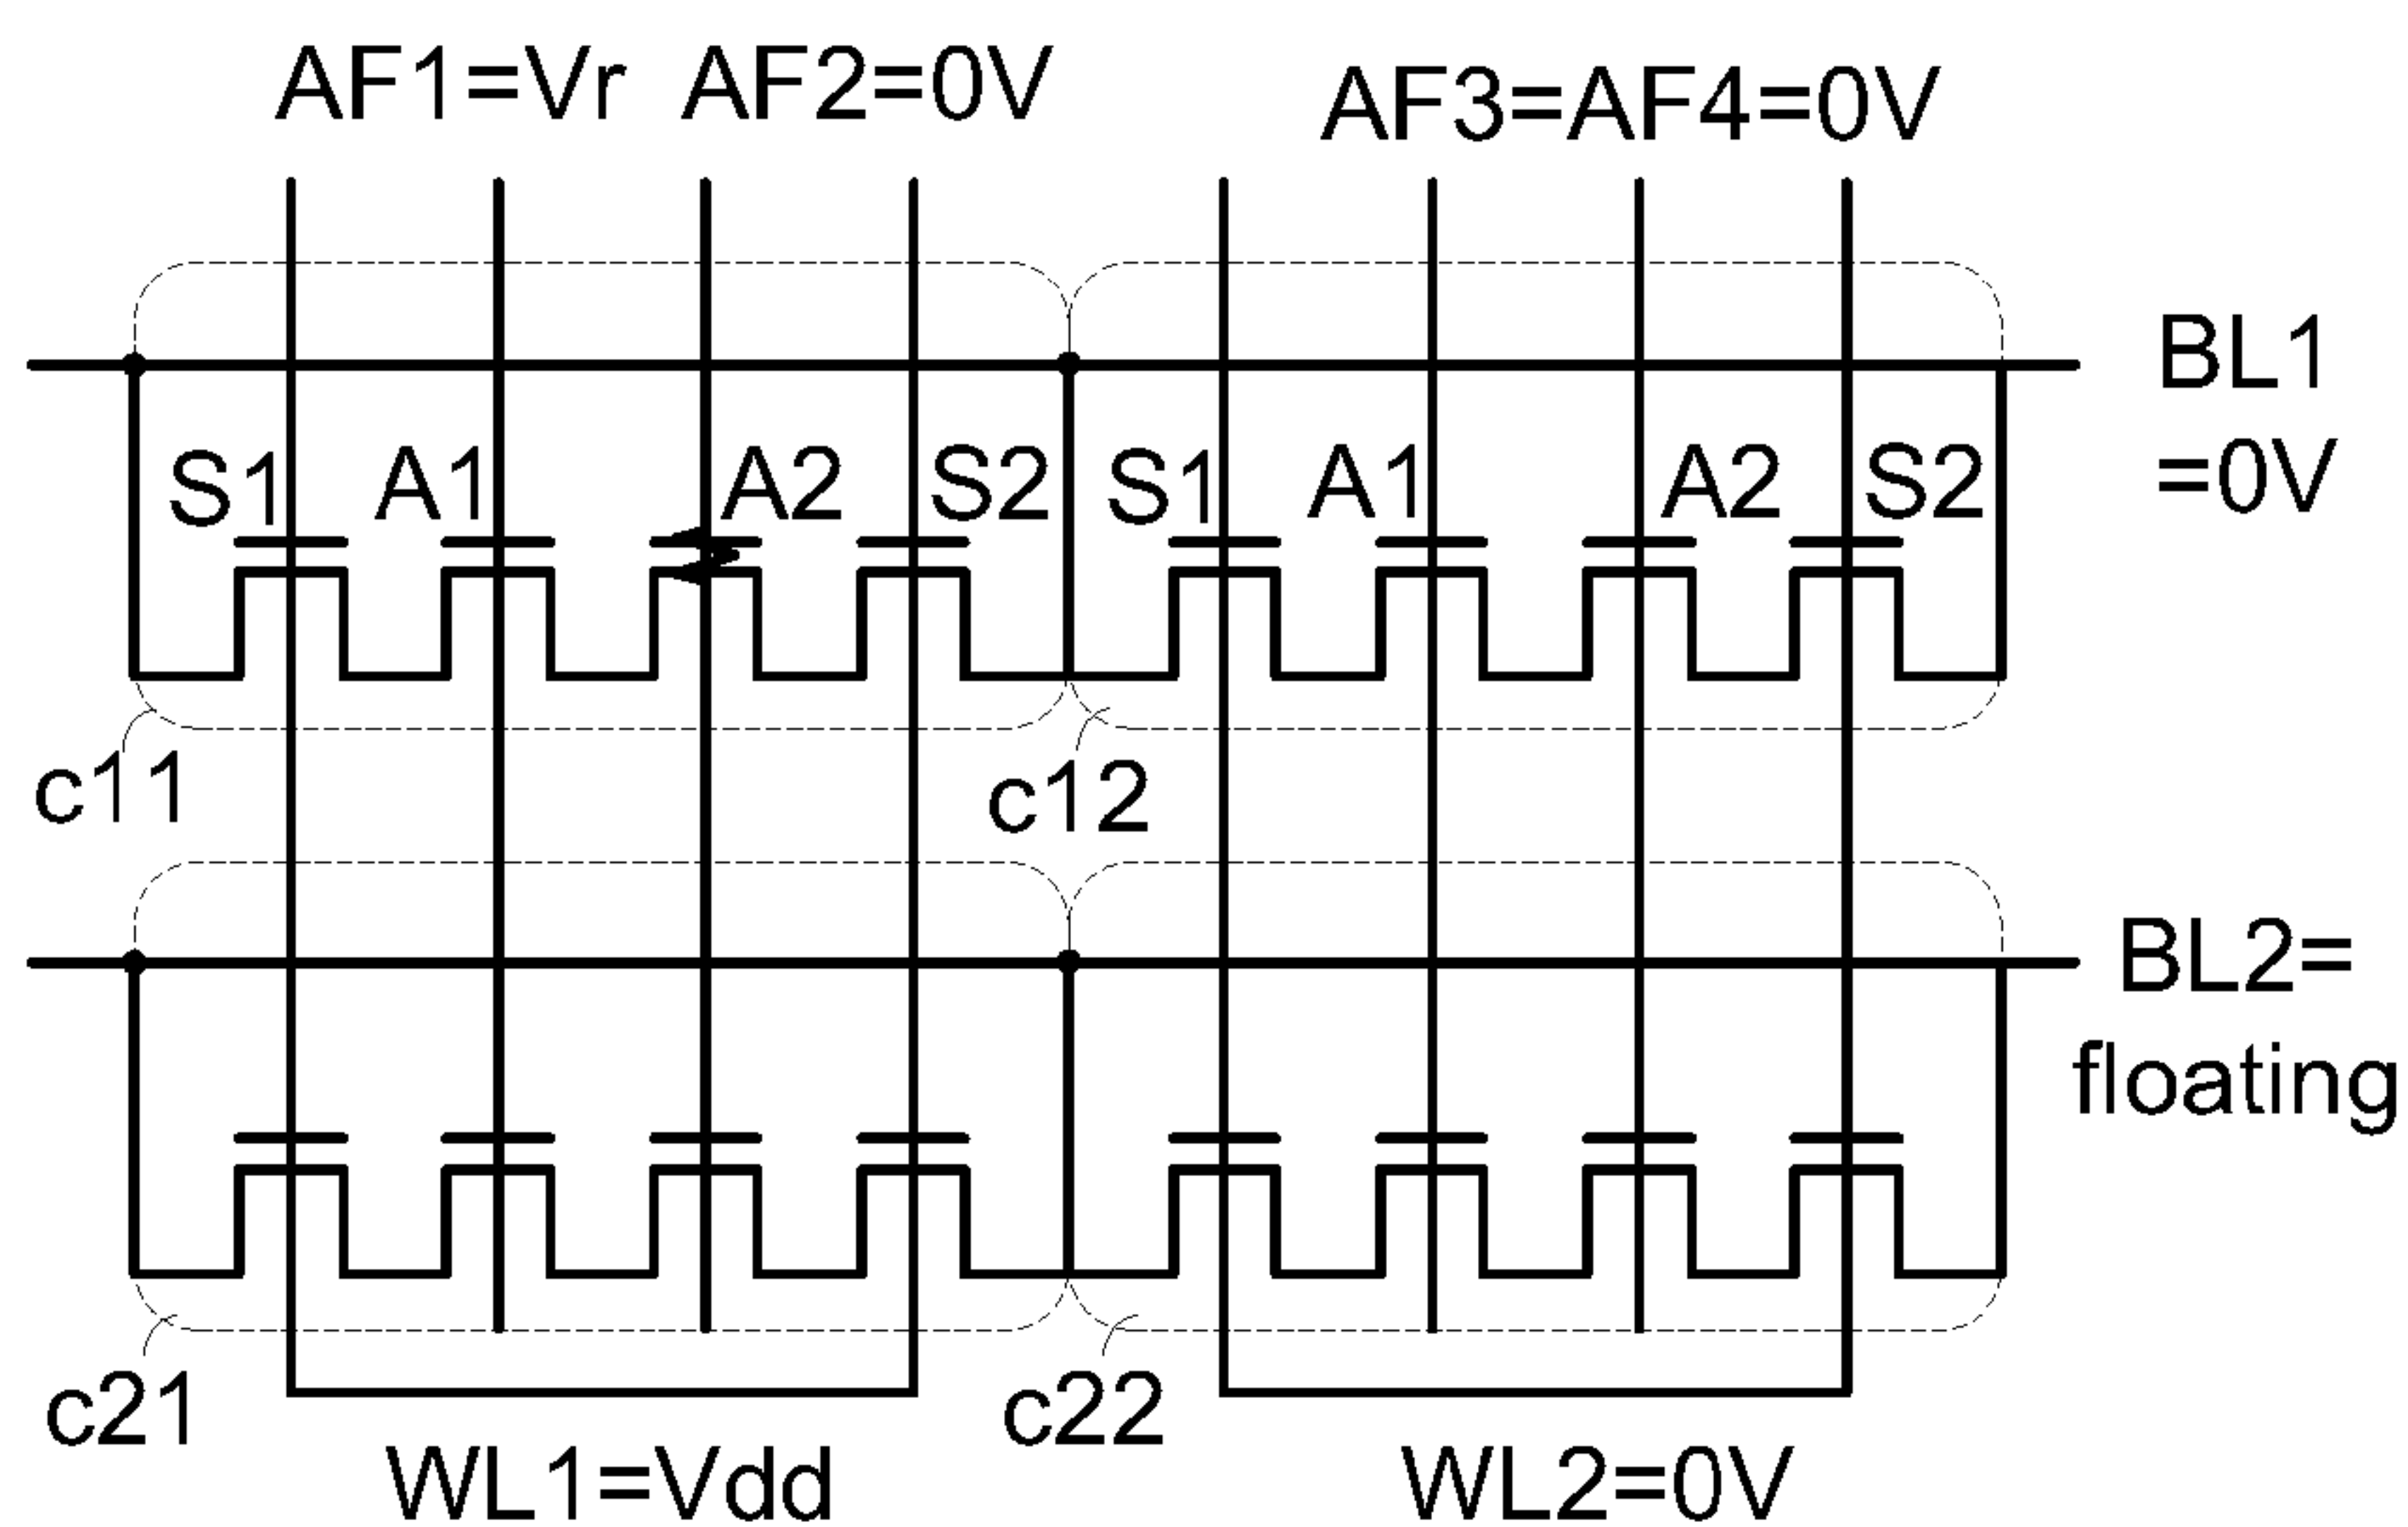 AF1=Vr AF2=0V
AF3=AF4=0V
BL1
=0V
S1 A1 A2 S2 S1 A1 A2 S2
c11
c12
BL2=
floating
c21
c22
WL1=Vdd
WL2=0V